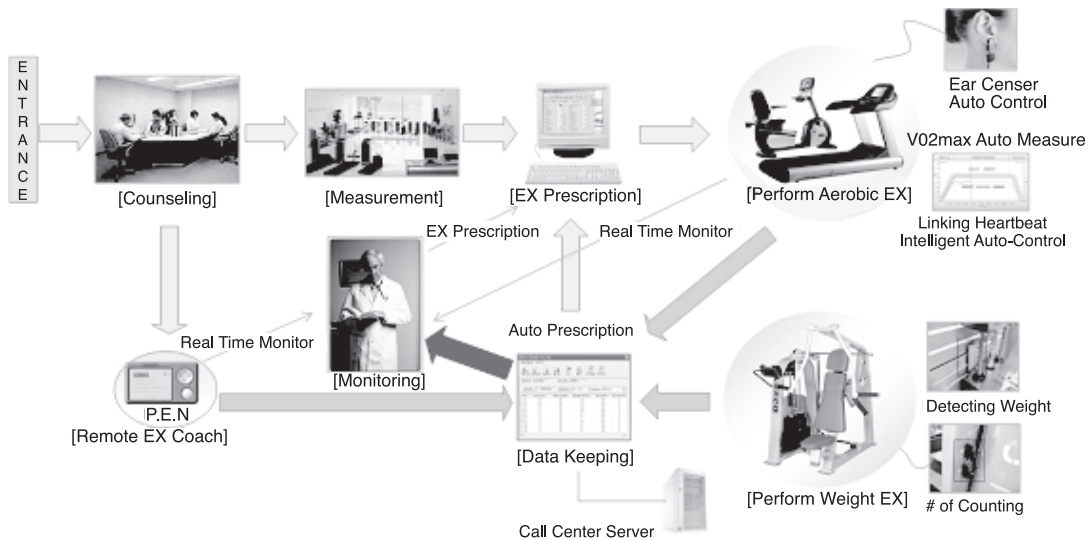 ENTRANCE
[Counseling]
[Measurement]
[EX Prescription]
[Perform Aerobic EX]
Ear Censer
Auto Control
V02max Auto Measure
Linking Heartbeat
Intelligent Auto-Control
EX Prescription
Real Time Monitor
Real Time Monitor
[Monitoring]
Auto Prescription
P.E.N
[Remote EX Coach]
[Data Keeping]
Call Center Server
[Perform Weight EX]
Detecting Weight
# of Counting